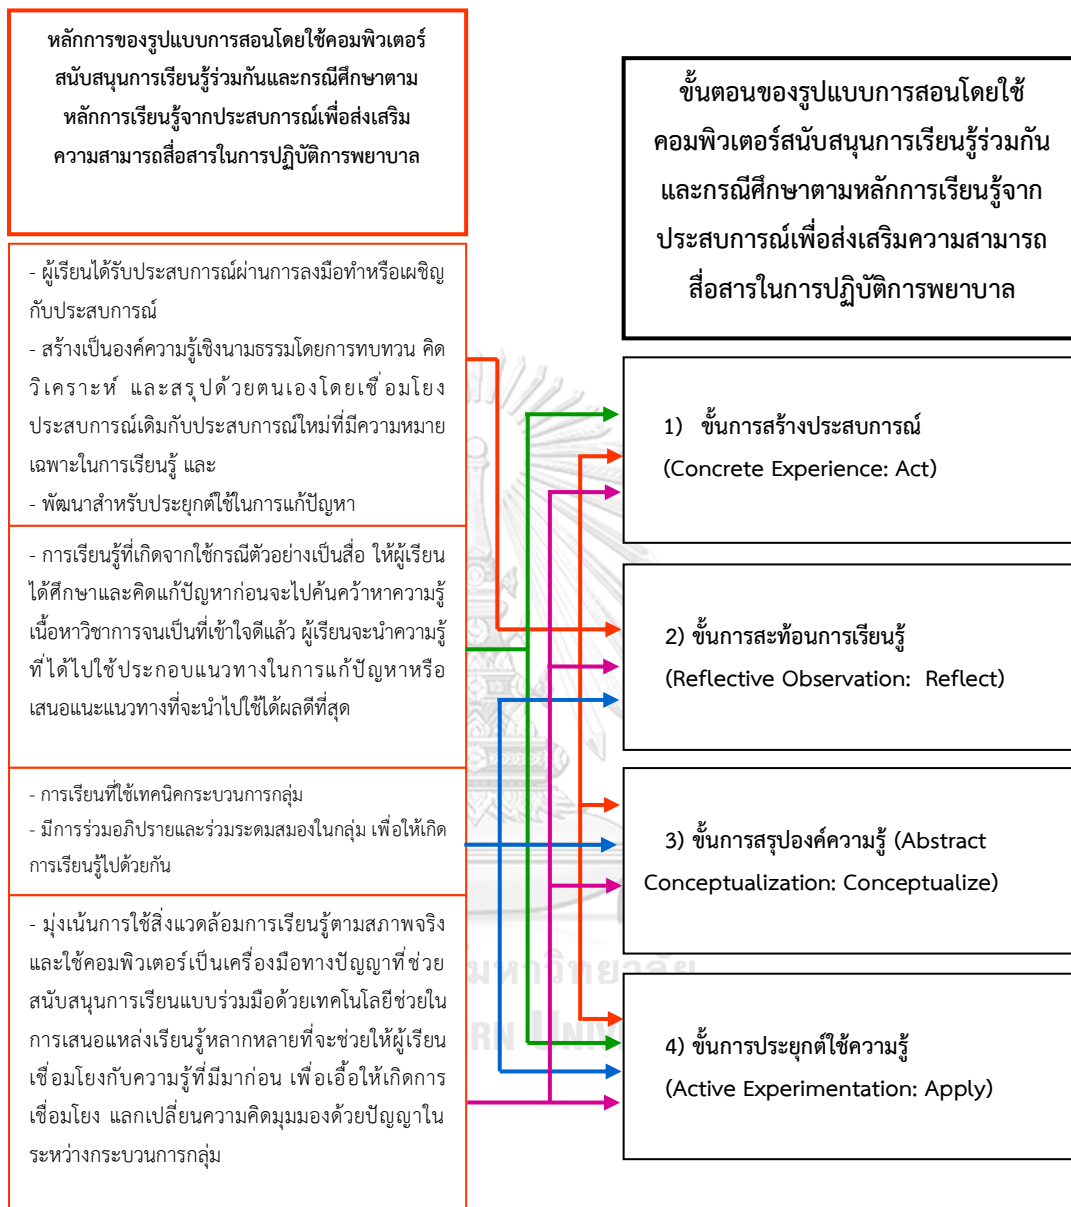 หลักการของรูปแบบการสอนโดยใช้คอมพิวเตอร์
สนับสนุนการเรียนรู้ร่วมกันและกรณีศึกษาตาม
หลักการเรียนรู้จากประสบการณ์เพื่อส่งเสริม
ความสามารถสื่อสารในการปฏิบัติการพยาบาล
- ผู้เรียนได้รับประสบการณ์ผ่านการลงมือทำหรือเผชิญ
กับประสบการณ์
- สร้างเป็นองค์ความรู้เชิงนามธรรมโดยการทบทวน คิด
วิเคราะห์ และสรุปด้วยตนเองโดยเชื่อมโยง
ประสบการณ์เดิมกับประสบการณ์ใหม่ที่มีความหมาย
เฉพาะในการเรียนรู้ และ
- พัฒนาสำหรับประยุกต์ใช้ในการแก้ปัญหา
- การเรียนรู้ที่เกิดจากใช้กรณีตัวอย่างเป็นสื่อ ให้ผู้เรียน
ได้ศึกษาและคิดแก้ปัญหาก่อนจะไปค้นคว้าหาความรู้
เนื้อหาวิชาการจนเป็นที่เข้าใจดีแล้ว ผู้เรียนจะนำความรู้
ที่ได้ไปใช้ประกอบแนวทางในการแก้ปัญหาหรือ
เสนอแนะแนวทางที่จะนำไปใช้ได้ผลดีที่สุด
- การเรียนที่ใช้เทคนิคกระบวนการกลุ่ม
- มีการร่วมอภิปรายและร่วมระดมสมองในกลุ่ม เพื่อให้เกิด
การเรียนรู้ไปด้วยกัน
- มุ่งเน้นการใช้สิ่งแวดล้อมการเรียนรู้ตามสภาพจริง
และใช้คอมพิวเตอร์เป็นเครื่องมือทางปัญญาที่ช่วย
สนับสนุนการเรียนแบบร่วมมือด้วยเทคโนโลยีช่วยใน
การเสนอแหล่งเรียนรู้หลากหลายที่จะช่วยให้ผู้เรียน
เชื่อมโยงกับความรู้ที่มีมาก่อน เพื่อเอื้อให้เกิดการ
เชื่อมโยง แลกเปลี่ยนความคิดมุมมองด้วยปัญญาใน
ระหว่างกระบวนการกลุ่ม
ขั้นตอนของรูปแบบการสอนโดยใช้
คอมพิวเตอร์สนับสนุนการเรียนรู้ร่วมกัน
และกรณีศึกษาตามหลักการเรียนรู้จาก
ประสบการณ์เพื่อส่งเสริมความสามารถ
สื่อสารในการปฏิบัติการพยาบาล
1) ขั้นการสร้างประสบการณ์
(Concrete Experience: Act)
2) ขั้นการสะท้อนการเรียนรู้
(Reflective Observation: Reflect)
3) ขั้นการสรุปองค์ความรู้ (Abstract
Conceptualization: Conceptualize)
4) ขั้นการประยุกต์ใช้ความรู้
(Active Experimentation: Apply)